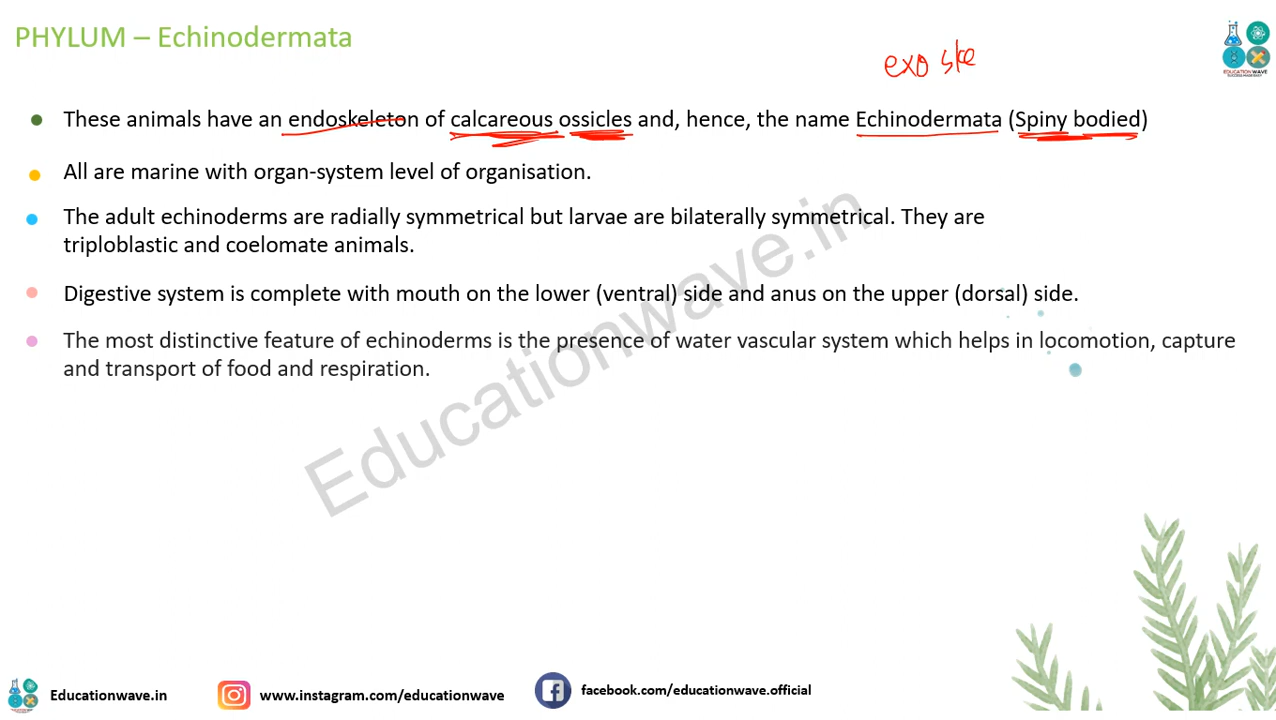 PHYLUM – Echinodermata
exo ske
EDUCATION WAVE
These animals have an endoskeleton of calcareous ossicles and, hence, the name Echinodermata (Spiny bodied)
All are marine with organ-system level of organisation.
The adult echinoderms are radially symmetrical but larvae are bilaterally symmetrical. They are
triploblastic and coelomate animals.
Digestive system is complete with mouth on the lower (ventral) side and anus on the upper (dorsal) side.
The most distinctive feature of echinoderms is the presence of water vascular system which helps in locomotion, capture
and transport of food and respiration.
Educationwave.in
Educationwave.in
www.instagram.com/educationwave
facebook.com/educationwave.official